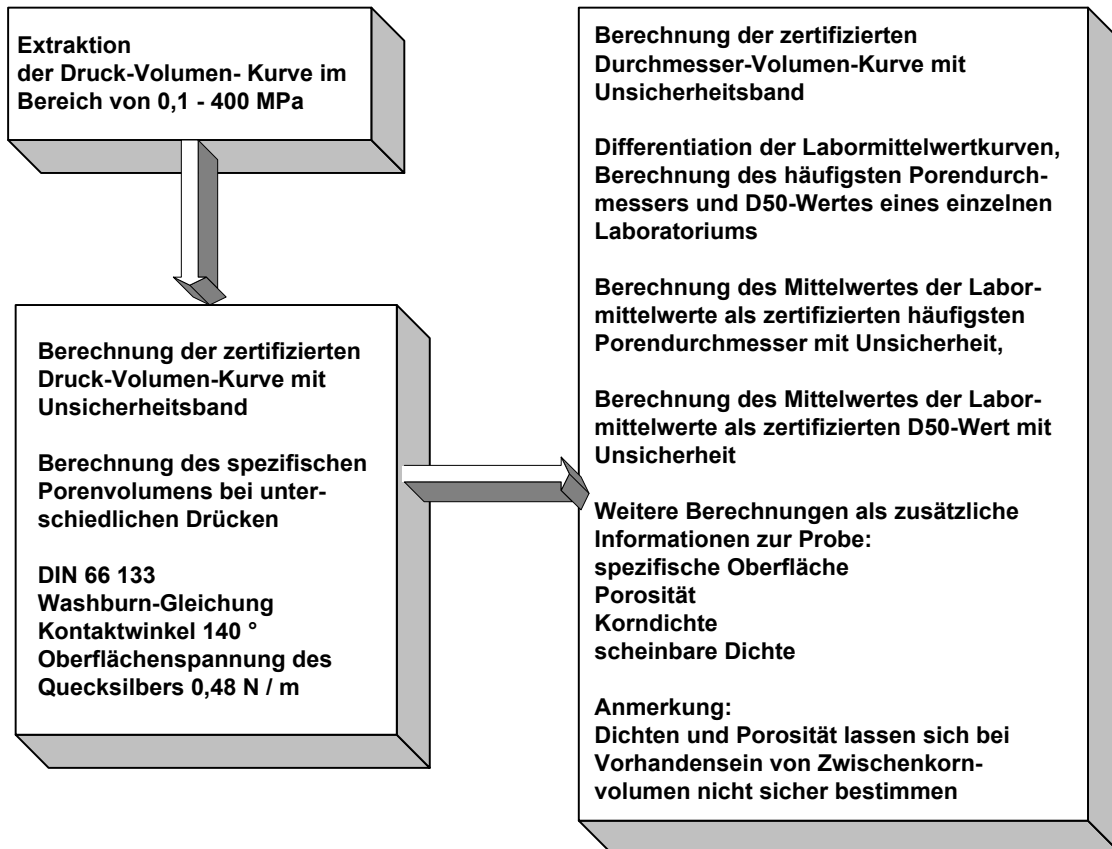 Extraktion
der Druck-Volumen- Kurve im
Bereich von 0,1 - 400 MPa
Berechnung der zertifizierten
Druck-Volumen-Kurve mit
Unsicherheitsband
Berechnung des spezifischen
Porenvolumens bei unter-
schiedlichen Drücken
DIN 66 133
Washburn-Gleichung
Kontaktwinkel 140 °
Oberflächenspannung des
Quecksilbers 0,48 N / m
Berechnung der zertifizierten
Durchmesser-Volumen-Kurve mit
Unsicherheitsband
Differentiation der Labormittelwertkurven,
Berechnung des häufigsten Porendurch-
messers und D50-Wertes eines einzelnen
Laboratoriums
Berechnung des Mittelwertes der Labor-
mittelwerte als zertifizierten häufigsten
Porendurchmesser mit Unsicherheit,
Berechnung des Mittelwertes der Labor-
mittelwerte als zertifizierten D50-Wert mit
Unsicherheit
Weitere Berechnungen als zusätzliche
Informationen zur Probe:
spezifische Oberfläche
Porosität
Korndichte
scheinbare Dichte
Anmerkung:
Dichten und Porosität lassen sich bei
Vorhandensein von Zwischenkorn-
volumen nicht sicher bestimmen